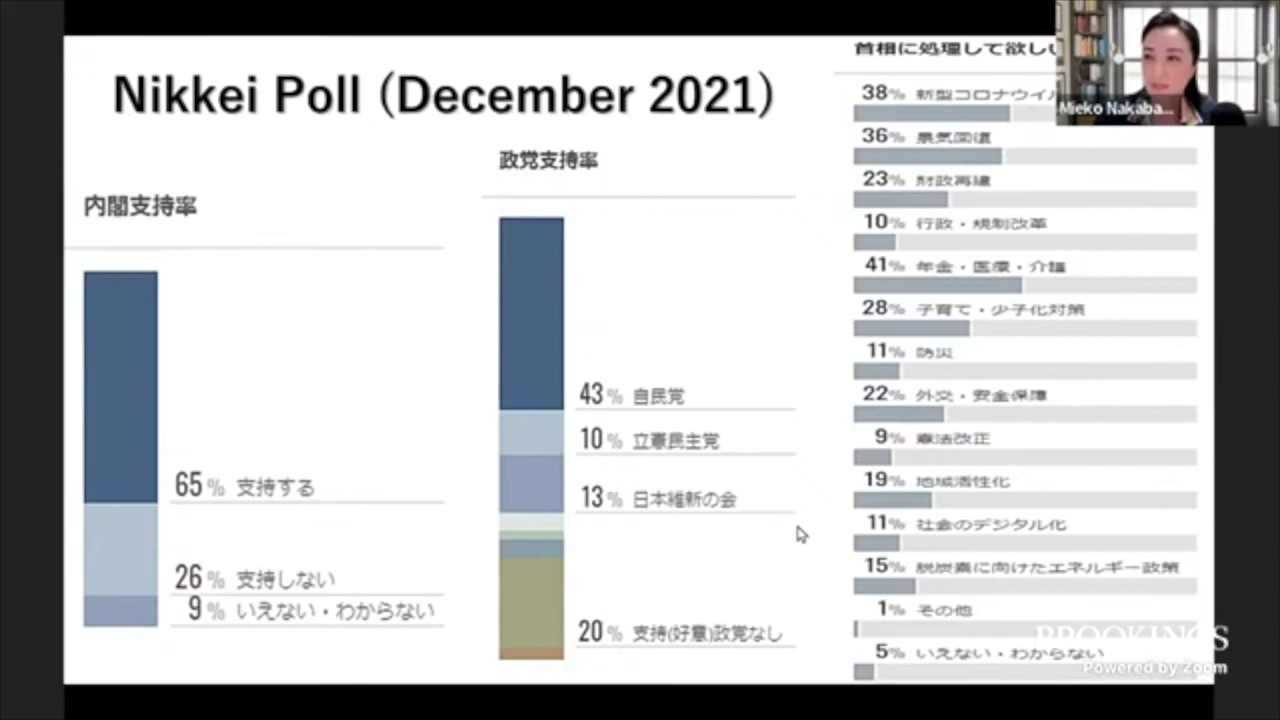 Nikkei Poll (December 2021)
内閣支持率
65% 支持する
26% 支持しない
9% いえない・わからない
政党支持率
43% 自民党
10% 立憲民主党
13% 日本維新の会
20% 支持(好意)政党なし
首相に処理して欲し
38% 新型コロナウイ
36% 景気回復
23% 財政再建
10% 行政・規制改革
41% 年金・医療・介護
28% 子育て・少子化対策
11% 防災
22% 外交・安全保障
9% 憲法改正
19% 地域活性化
11% 社会のデジタル化
15% 脱炭素に向けたエネルギー政策
1% その他
5% いえない・わからない
Mieko Nakaba...
BROOKINGS
Powered by Zoom